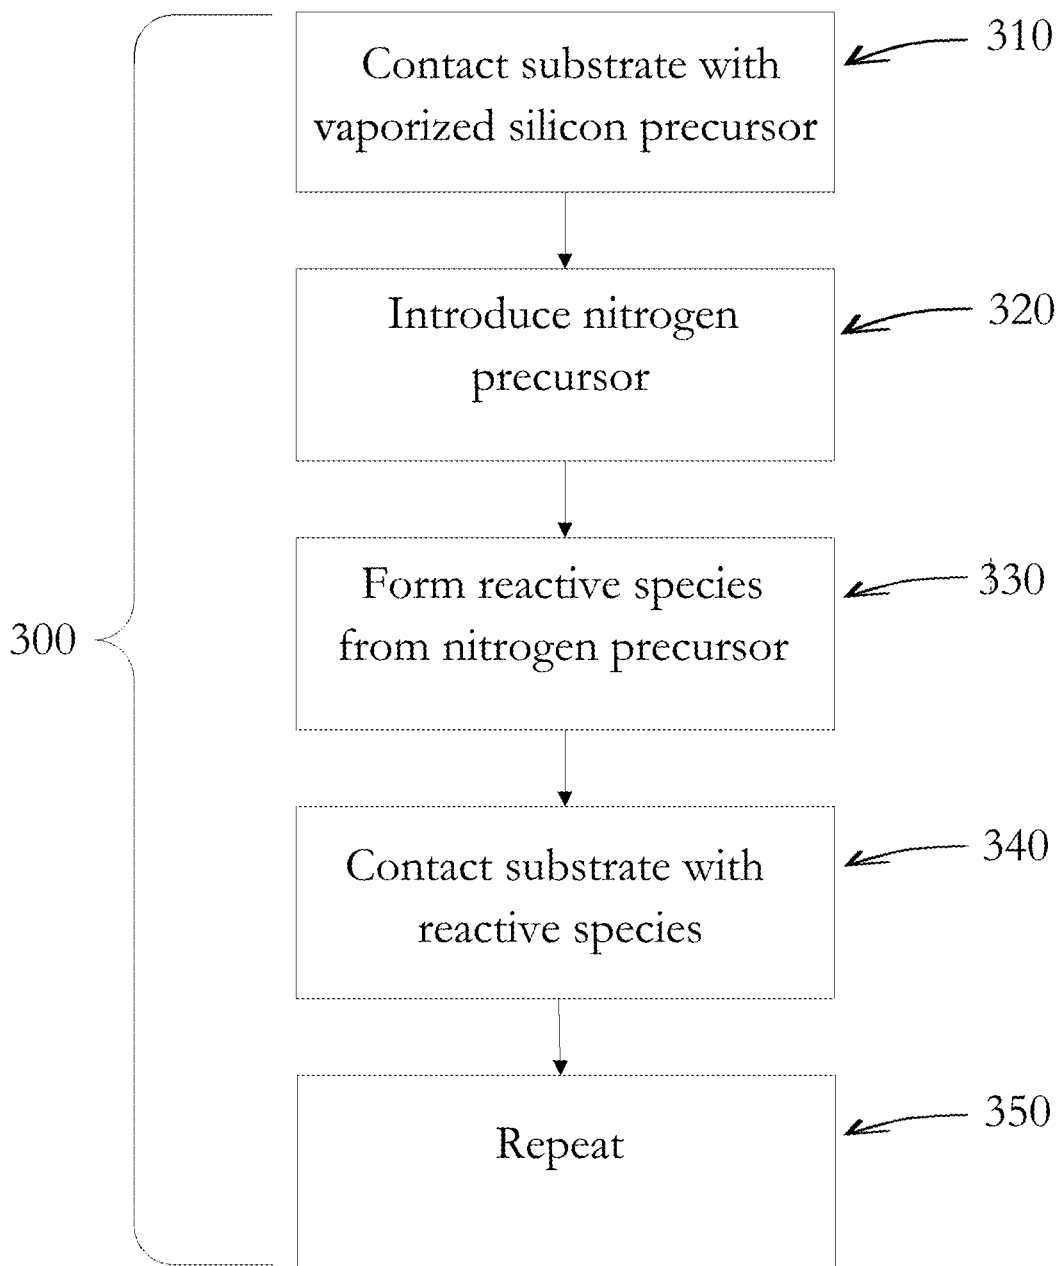 310
Contact substrate with
vaporized silicon precursor
320
Introduce nitrogen
precursor
330
Form reactive species
from nitrogen precursor
300
340
Contact substrate with
reactive species
350
Repeat